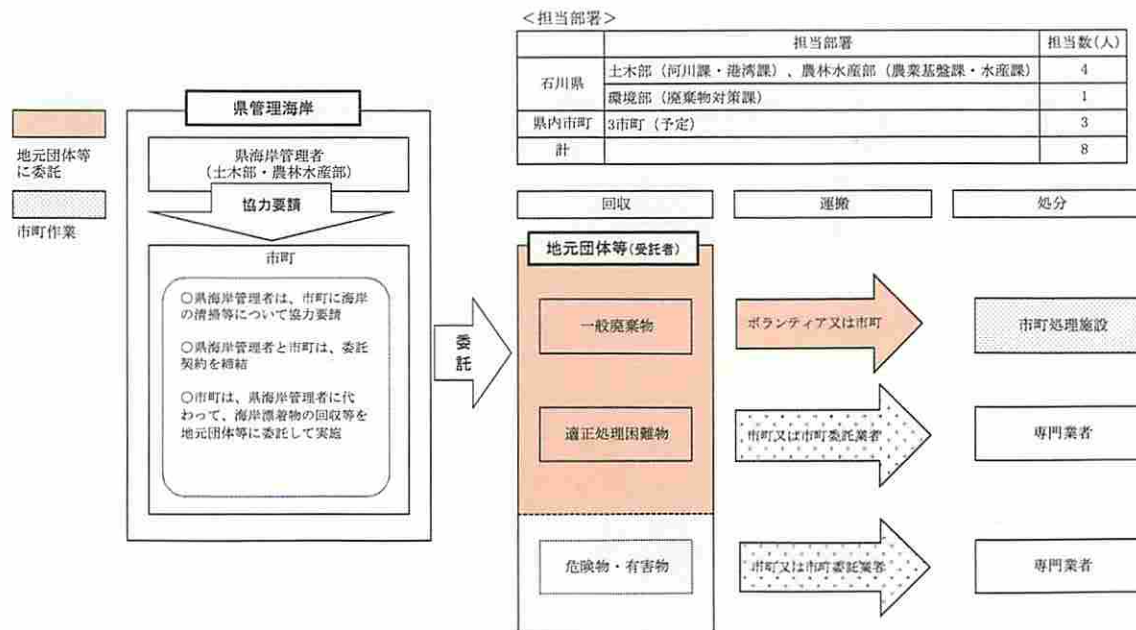 ＜担当部署＞
担当部署 担当数(人)
石川県 土木部（河川課・港湾課）、農林水産部（農業基盤課・水産課） 4
環境部（廃棄物対策課） 1
県内市町 3市町（予定） 3
計 8
地元団体等
に委託
市町作業
県管理海岸
県海岸管理者
（土木部・農林水産部）
協力要請
市町
○県海岸管理者は、市町に海岸
の清掃等について協力要請
○県海岸管理者と市町は、委託
契約を締結
○市町は、県海岸管理者に代
わって、海岸漂着物の回収等を
地元団体等に委託して実施
委託
回収 運搬 処分
地元団体等(受託者)
一般廃棄物 ボランティア又は市町 市町処理施設
適正処理困難物 市町又は市町委託業者 専門業者
危険物・有害物 市町又は市町委託業者 専門業者